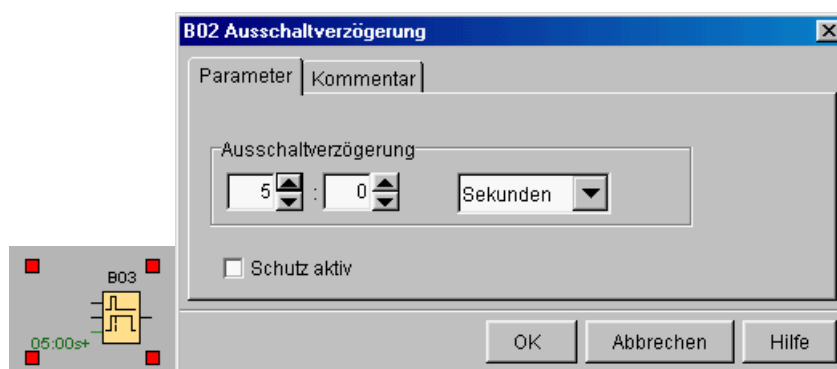 B02 Ausschaltverzögerung
Parameter Kommentar
Ausschaltverzögerung
5 : 0 Sekunden
Schutz aktiv
OK Abbrechen Hilfe
B03
05:00s+